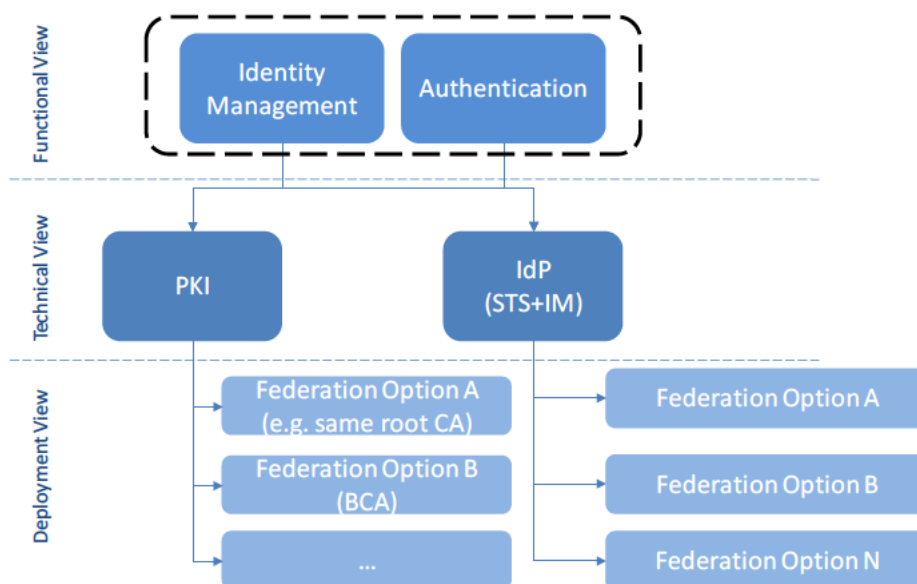 Functional View
Identity
Management
Authentication
Technical View
PKI
IdP
(STS+IM)
Deployment View
Federation Option A
(e.g. same root CA)
Federation Option A
Federation Option B
(BCA)
Federation Option B
...
Federation Option N